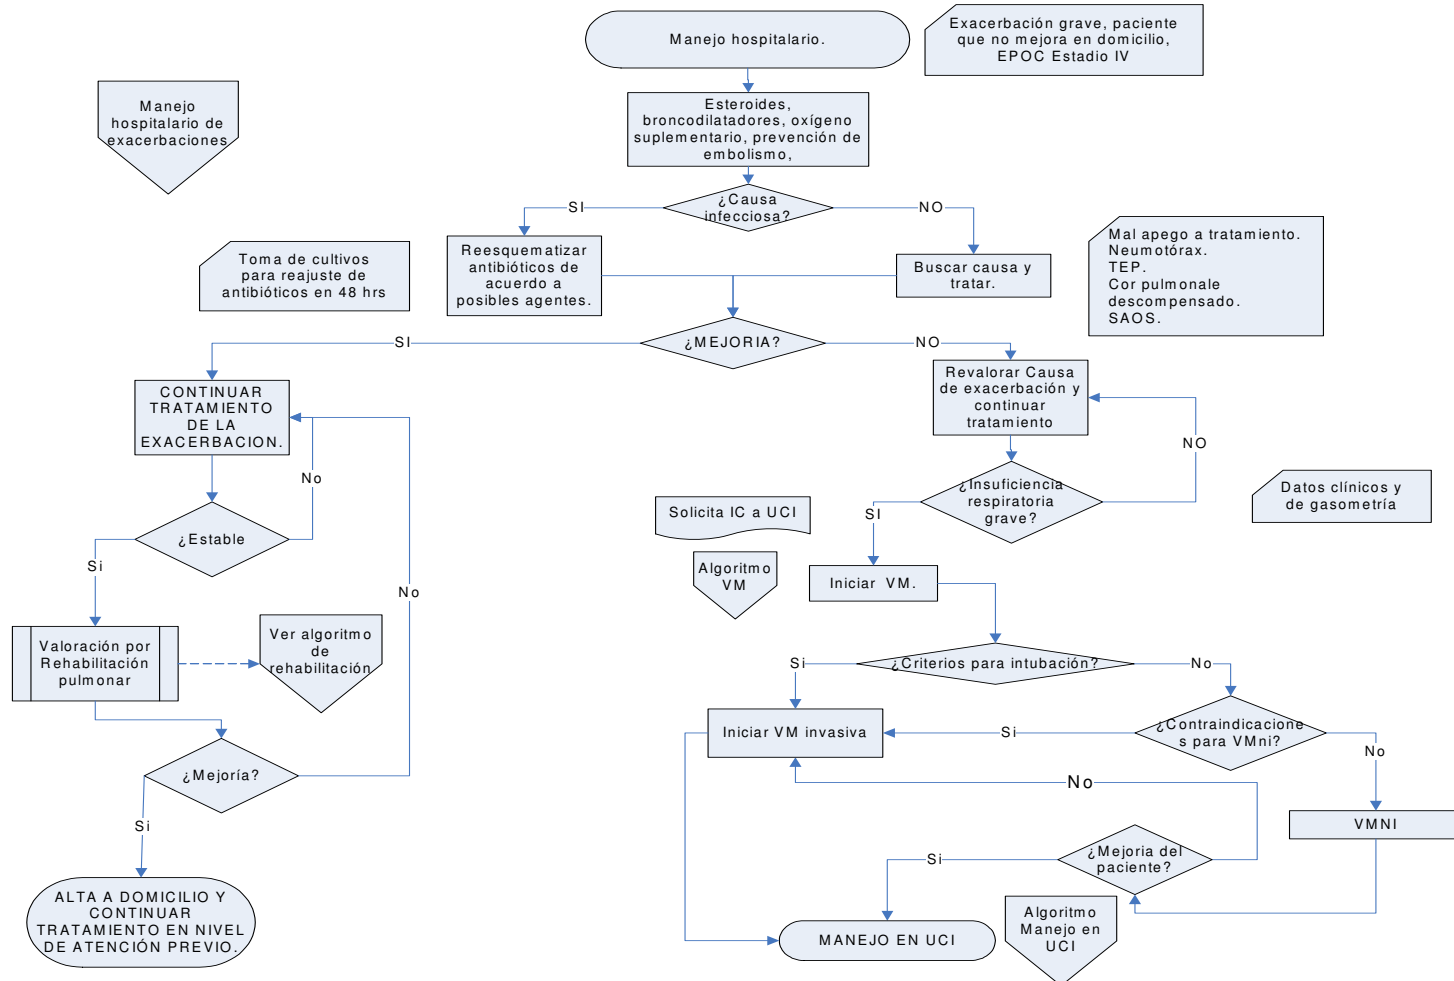 Manejo hospitalario.
Exacerbación grave, paciente
que no mejora en domicilio,
EPOC Estadio IV
Manejo
hospitalario de
exacerbaciones
Esteroides,
broncodilatadores, oxígeno
suplementario, prevención de
embolismo,
¿Causa
infecciosa?
SI
NO
Toma de cultivos
para reajuste de
antibióticos en 48 hrs
Reesquematizar
antibióticos de
acuerdo a
posibles agentes.
Buscar causa y
tratar.
Mal apego a tratamiento.
Neumotórax.
TEP.
Cor pulmonale
descompensado.
SAOS.
¿MEJORIA?
SI
NO
CONTINUAR
TRATAMIENTO
DE LA
EXACERBACION.
Revalorar Causa
de exacerbación y
continuar
tratamiento
NO
No
¿Insuficiencia
respiratoria
grave?
Datos clínicos y
de gasometría
Solicita IC a UCI
SI
¿Estable
Si
Algoritmo
VM
Iniciar VM.
No
Valoración por
Rehabilitación
pulmonar
Ver algoritmo
de
rehabilitación
¿Criterios para intubación?
Si
No
Iniciar VM invasiva
Si
¿Contraindicacione
s para VMni?
No
¿Mejoría?
No
Si
VMNI
¿Mejoria del
paciente?
Si
ALTA A DOMICILIO Y
CONTINUAR
TRATAMIENTO EN NIVEL
DE ATENCIÓN PREVIO.
MANEJO EN UCI
Algoritmo
Manejo en
UCI